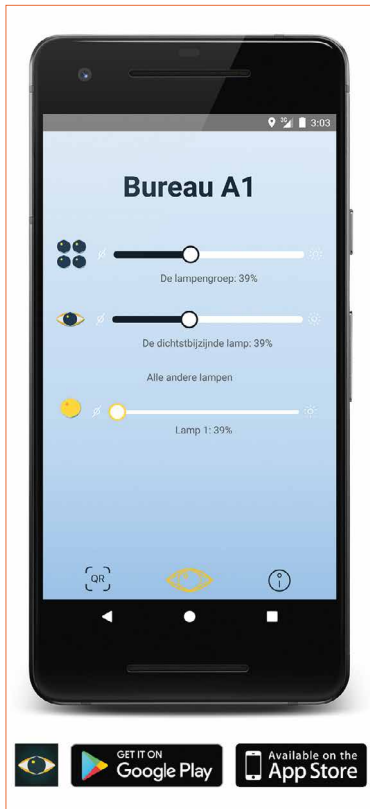 3G 3:03
Bureau A1
De lampengroep: 39%
De dichtstbijzijnde lamp: 39%
Alle andere lampen
Lamp 1: 39%
QR
GET IT ON
Google Play
Available on the
App Store